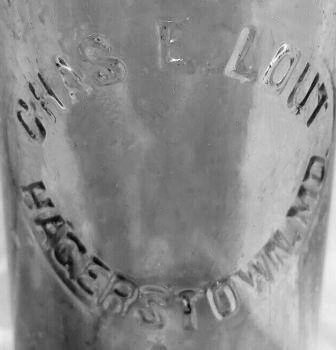 CHAS E. LOUT
HAGERSTOWN. MD